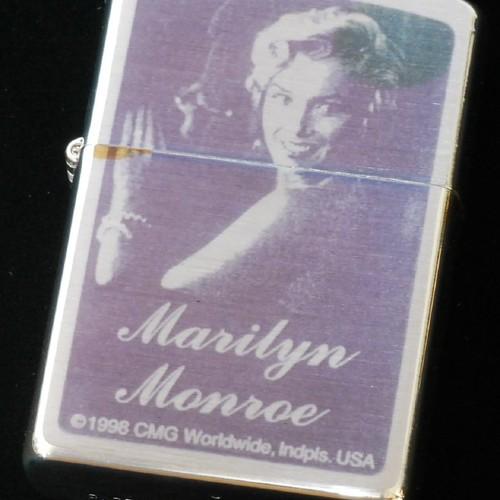 Marilyn
Monroe
©1998 CMG Worldwide, Indpls. USA